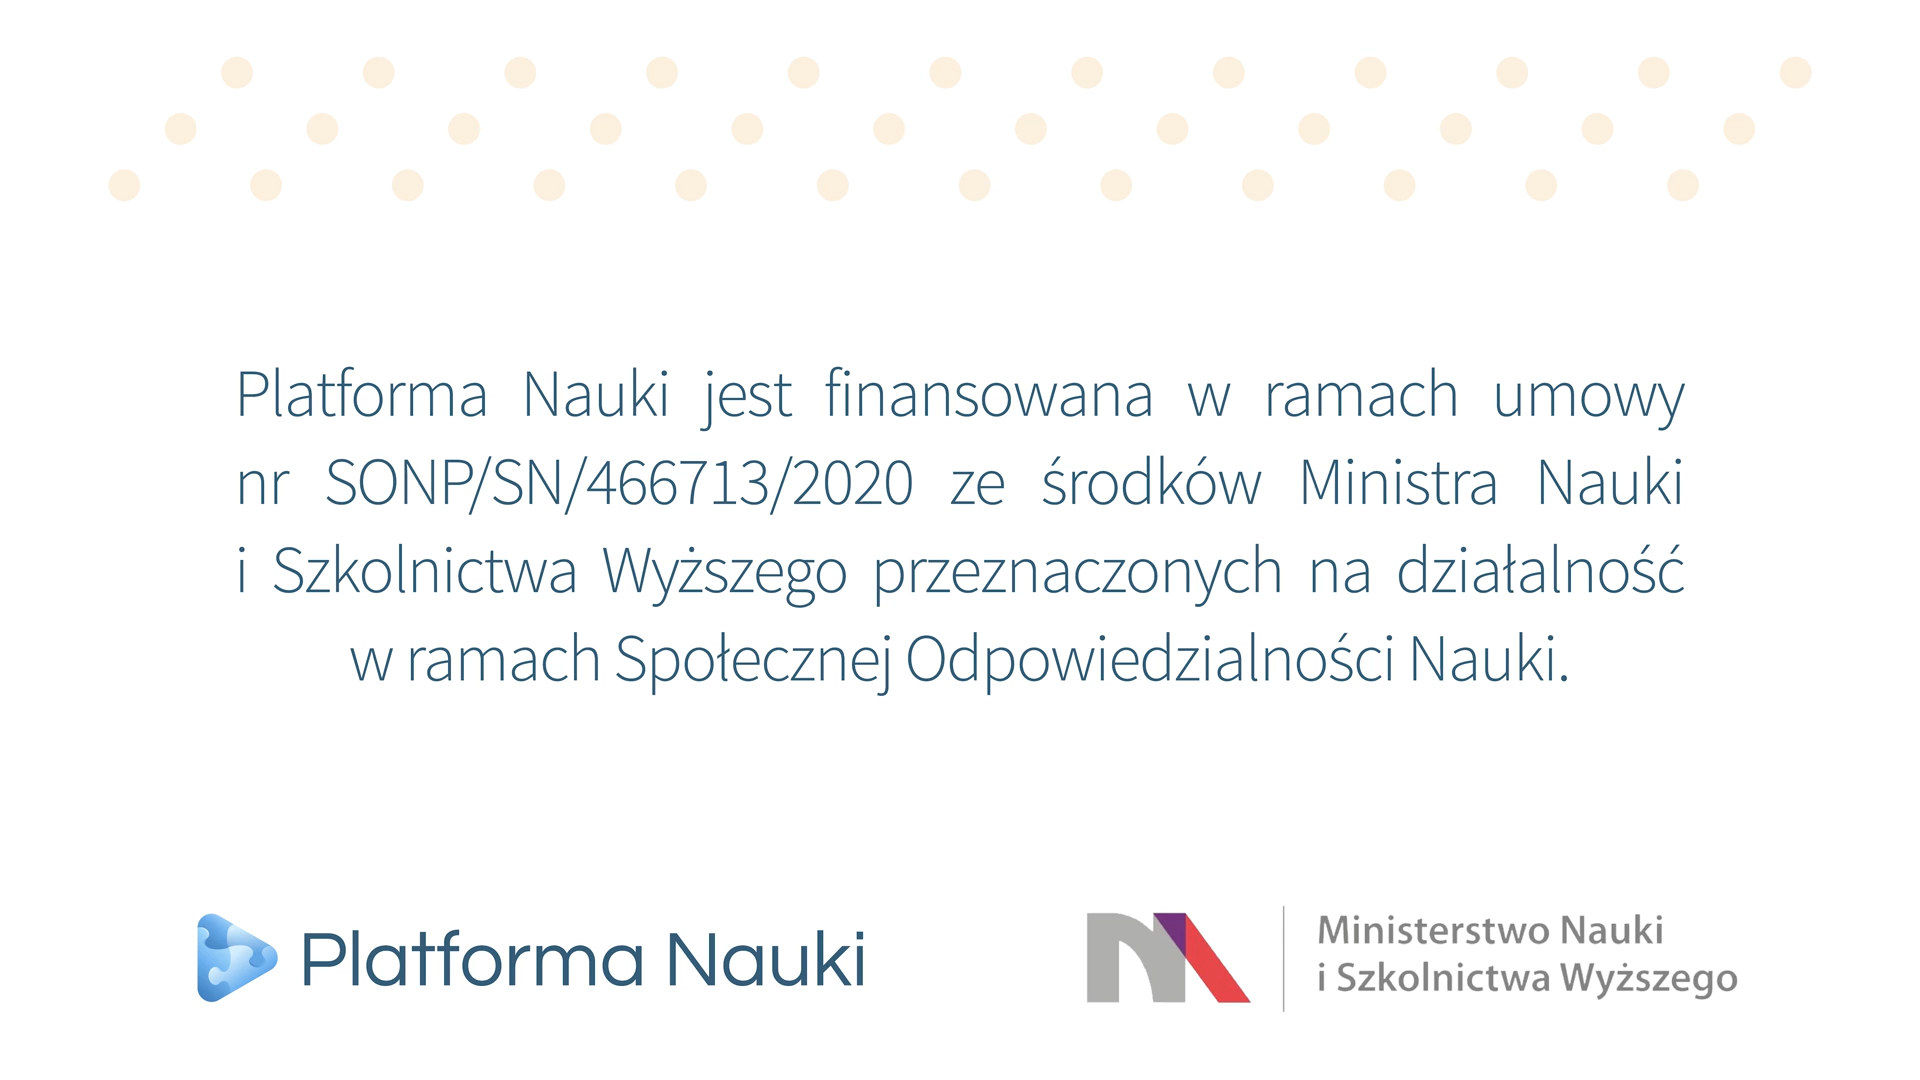 Platforma Nauki jest finansowana w ramach umowy
nr SONP/SN/466713/2020 ze środków Ministra Nauki
i Szkolnictwa Wyższego przeznaczonych na działalność
w ramach Społecznej Odpowiedzialności Nauki.
Platforma Nauki
Ministerstwo Nauki
i Szkolnictwa Wyższego